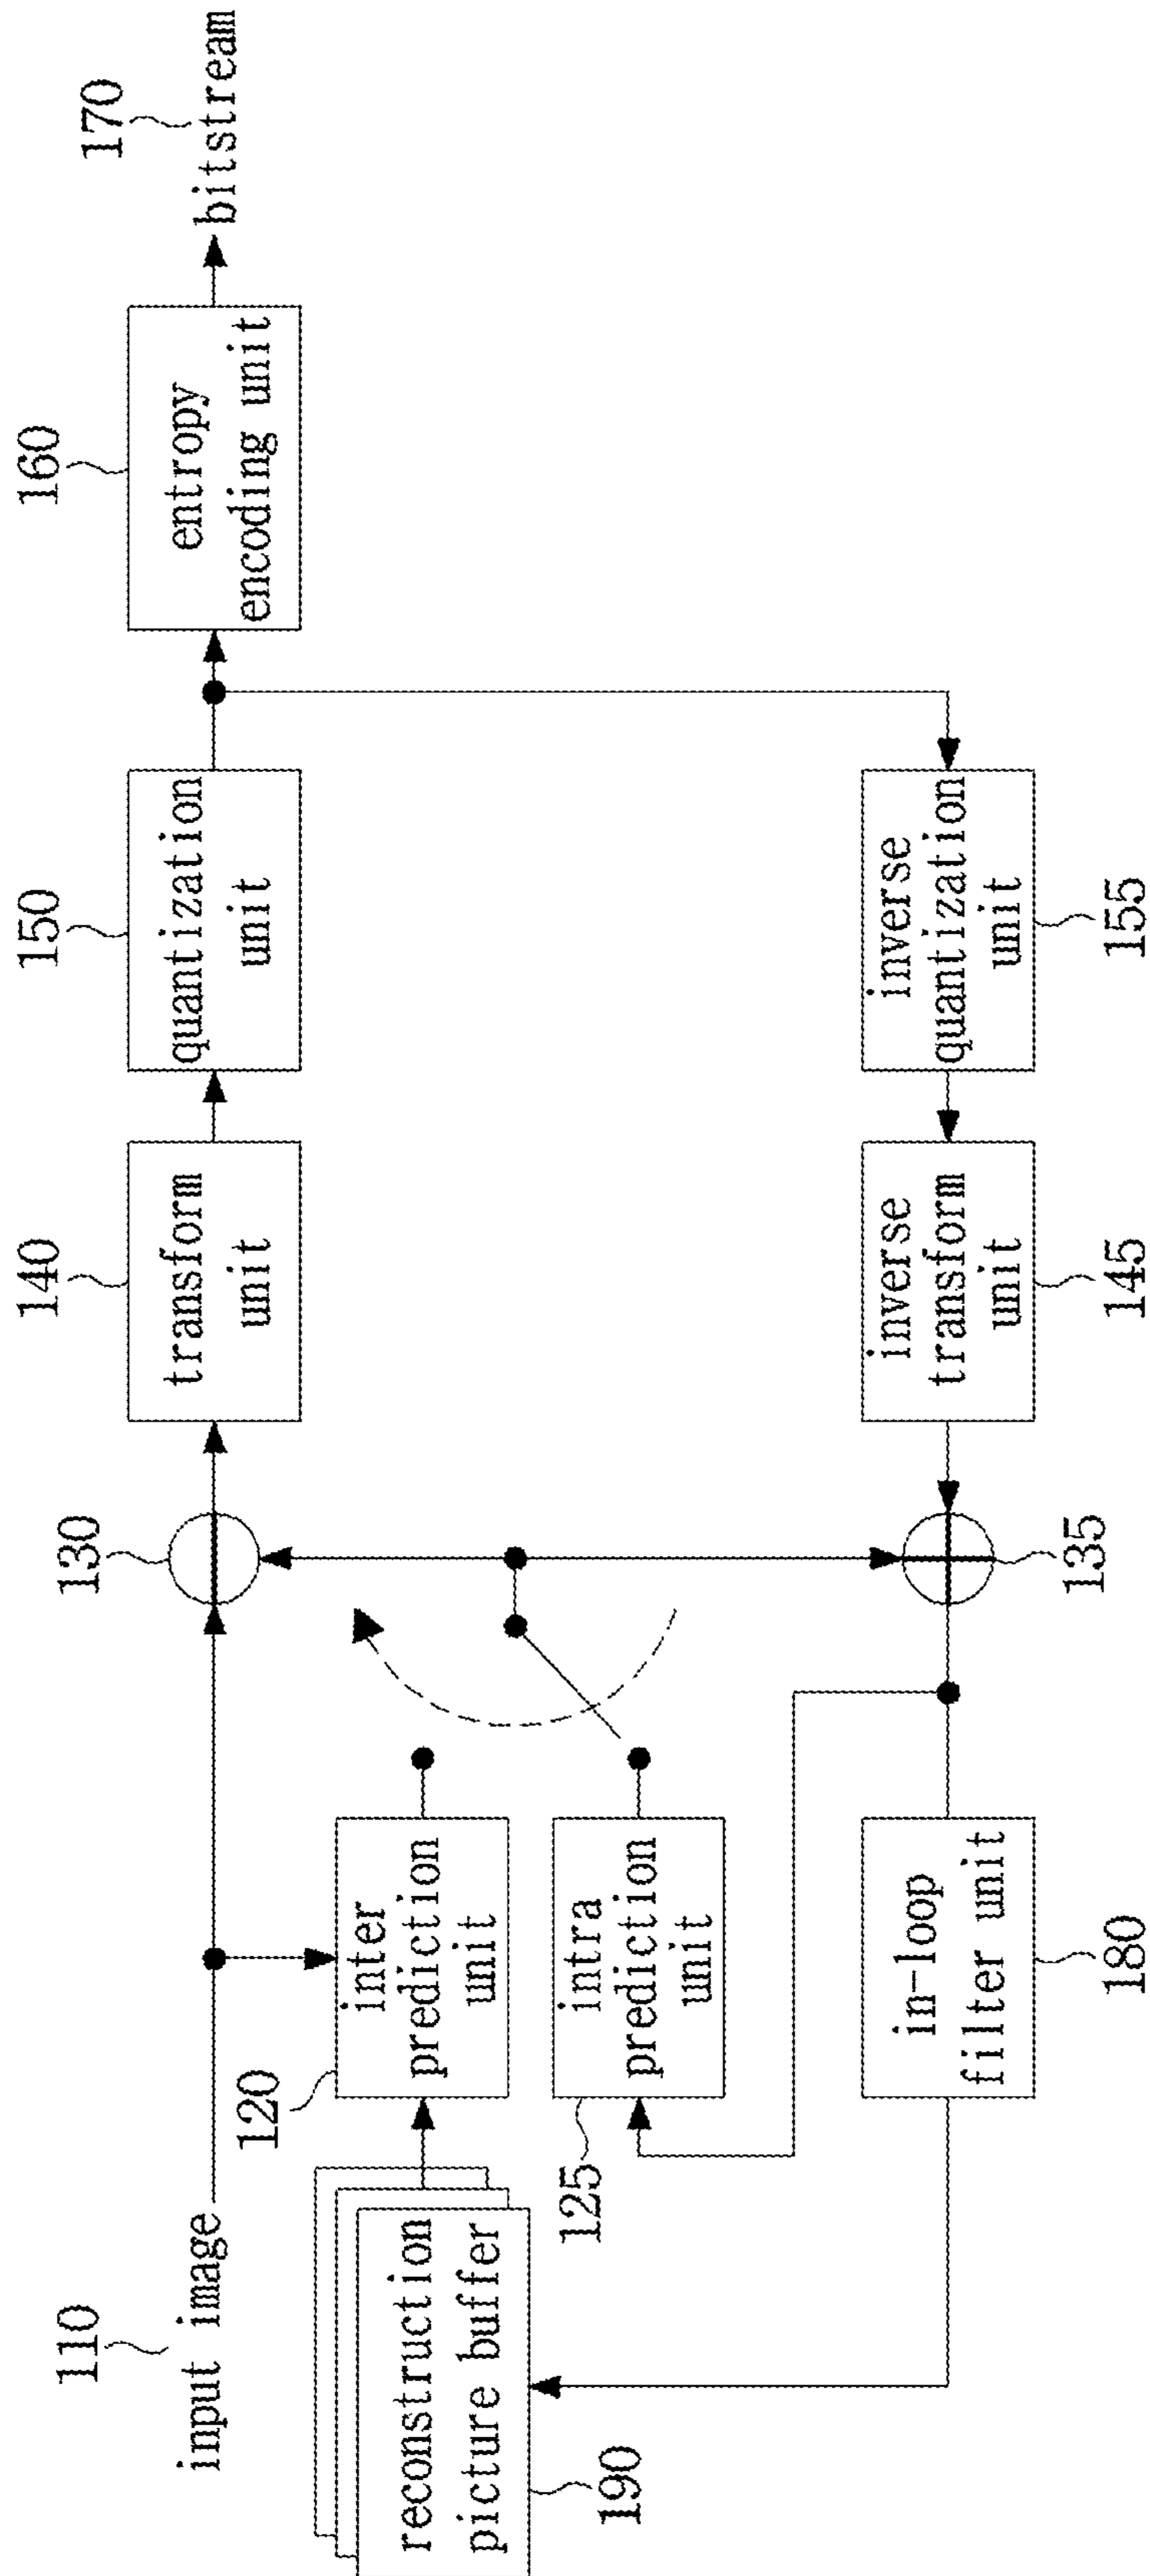 110
input image
130
140
transform
unit
150
quantization
unit
160
entropy
encoding unit
170
bitstream
120
inter
prediction
unit
190
reconstruction
picture buffer
125
intra
prediction
unit
180
in-loop
filter unit
135
145
inverse
transform
unit
155
inverse
quantization
unit